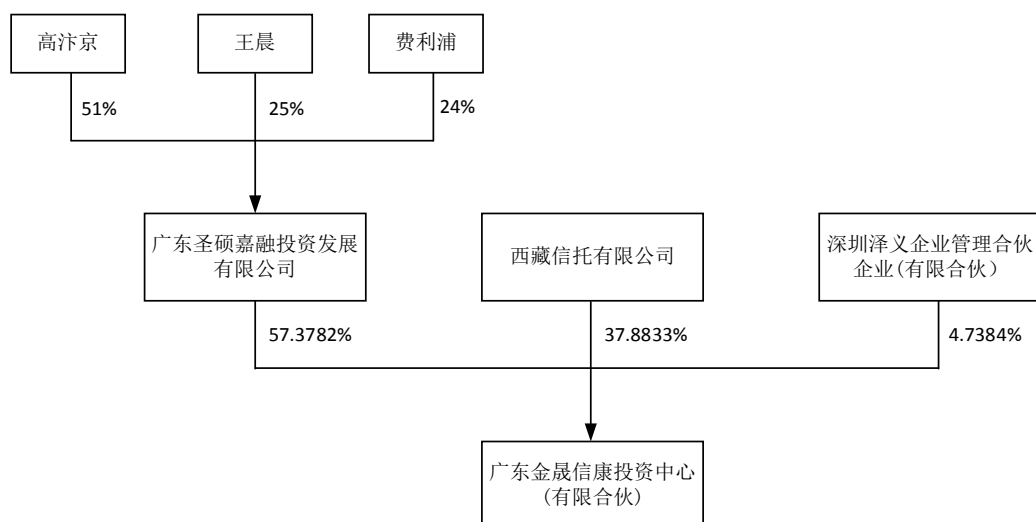 高汴京
王晨
费利浦
51%
25%
24%
广东圣硕嘉融投资发展
有限公司
西藏信托有限公司
深圳泽义企业管理合伙
企业(有限合伙）
57.3782%
37.8833%
4.7384%
广东金晟信康投资中心
(有限合伙)